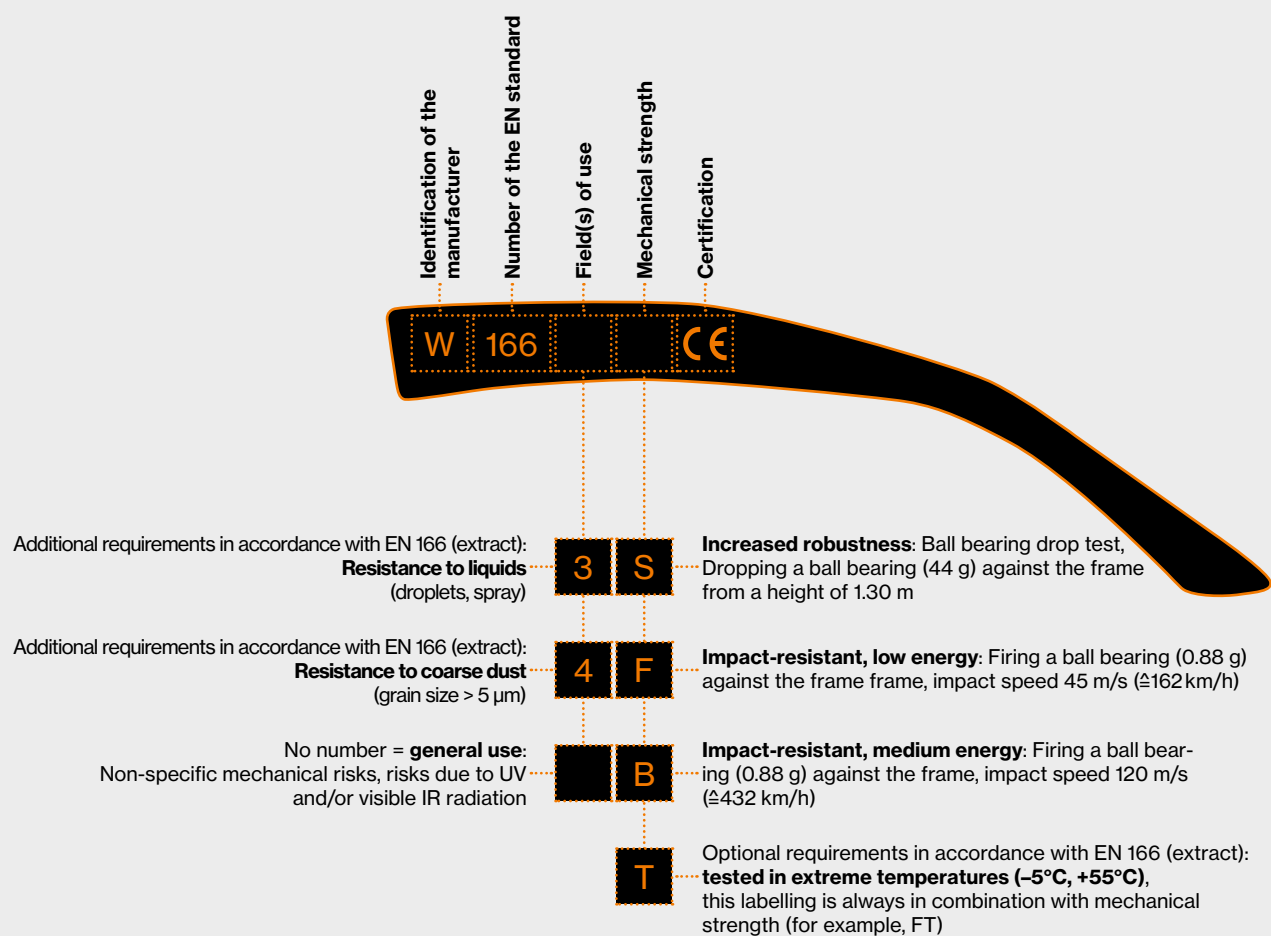 Identification of the
manufacturer
Number of the EN standard
Field(s) of use
Mechanical strength
Certification
W 166 CE
Additional requirements in accordance with EN 166 (extract):
Resistance to liquids
(droplets, spray)
3 S
Increased robustness: Ball bearing drop test,
Dropping a ball bearing (44 g) against the frame
from a height of 1.30 m
Additional requirements in accordance with EN 166 (extract):
Resistance to coarse dust
(grain size > 5 µm)
4 F
Impact-resistant, low energy: Firing a ball bearing (0.88 g)
against the frame frame, impact speed 45 m/s (≙162 km/h)
No number = general use:
Non-specific mechanical risks, risks due to UV
and/or visible IR radiation
B
Impact-resistant, medium energy: Firing a ball bear-
ing (0.88 g) against the frame, impact speed 120 m/s
(≙432 km/h)
T
Optional requirements in accordance with EN 166 (extract):
tested in extreme temperatures (–5°C, +55°C),
this labelling is always in combination with mechanical
strength (for example, FT)